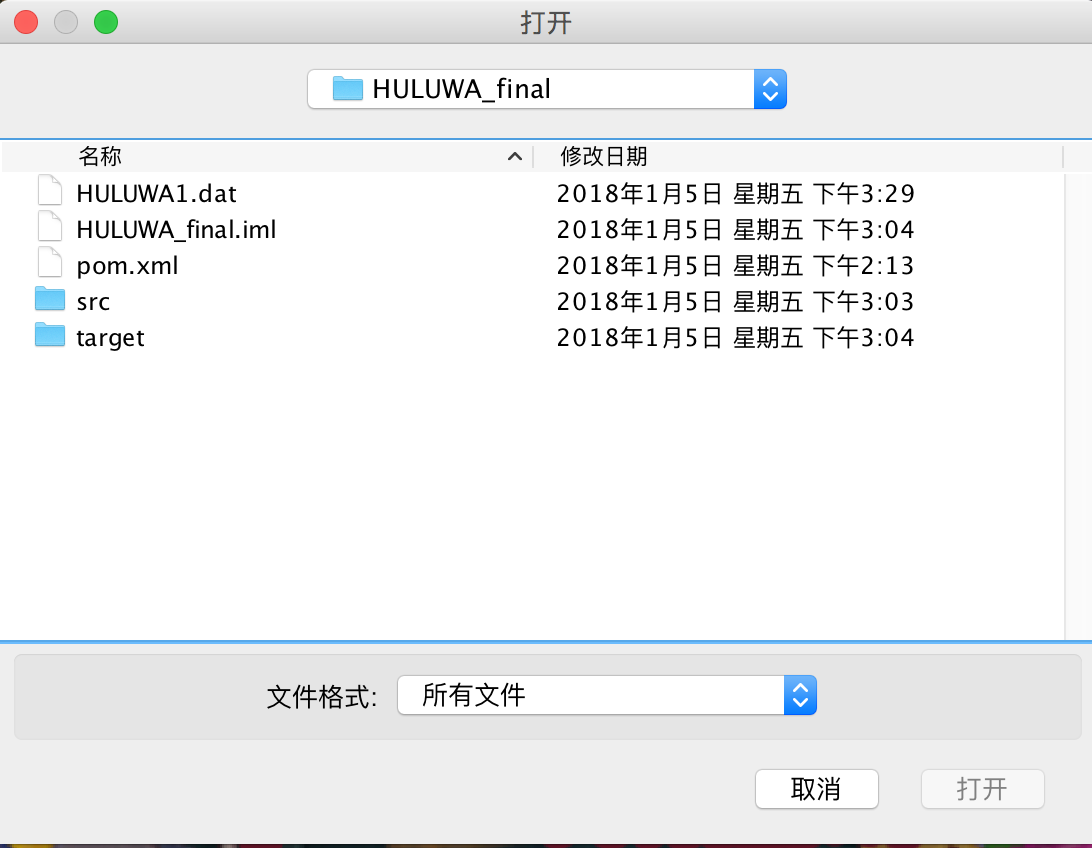 打开
HULUWA_final
名称 修改日期
HULUWA1.dat 2018年1月5日 星期五 下午3:29
HULUWA_final.iml 2018年1月5日 星期五 下午3:04
pom.xml 2018年1月5日 星期五 下午2:13
src 2018年1月5日 星期五 下午3:03
target 2018年1月5日 星期五 下午3:04
文件格式: 所有文件
取消 打开